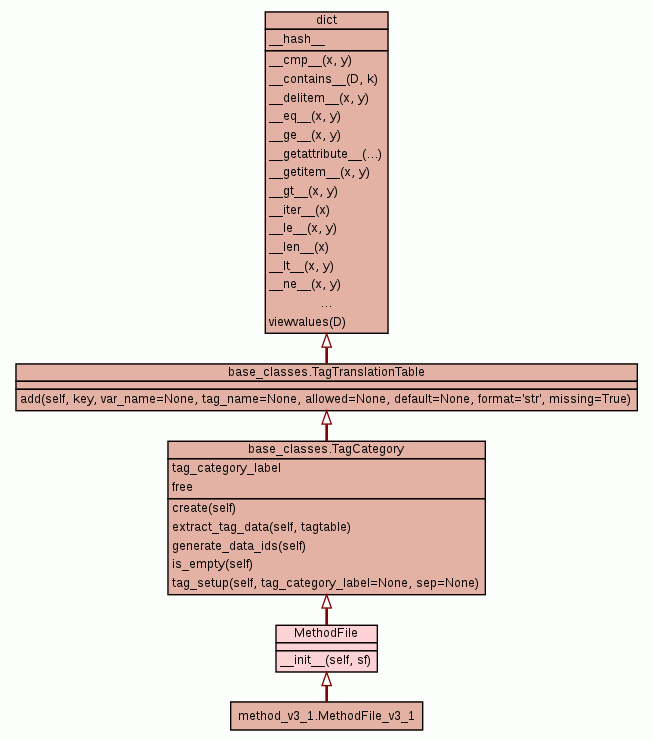 dict
__hash__
__cmp__(x, y)
__contains__(D, k)
__delitem__(x, y)
__eq__(x, y)
__ge__(x, y)
__getattribute__(...)
__getitem__(x, y)
__gt__(x, y)
__iter__(x)
__le__(x, y)
__len__(x)
__lt__(x, y)
__ne__(x, y)
...
viewvalues(D)
base_classes.TagTranslationTable
add(self, key, var_name=None, tag_name=None, allowed=None, default=None, format='str', missing=True)
base_classes.TagCategory
tag_category_label
free
create(self)
extract_tag_data(self, tagtable)
generate_data_ids(self)
is_empty(self)
tag_setup(self, tag_category_label=None, sep=None)
MethodFile
__init__(self, sf)
method_v3_1.MethodFile_v3_1